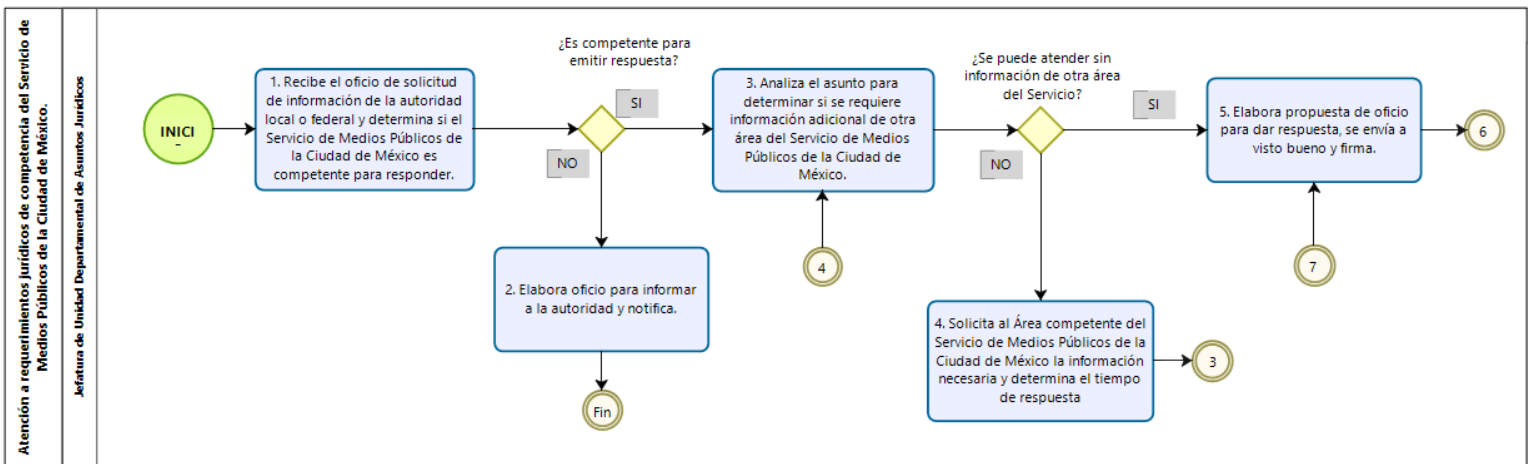 Atención a requerimientos jurídicos de competencia del Servicio de
Medios Públicos de la Ciudad de México.
Jefatura de Unidad Departamental de Asuntos Jurídicos
INICI
1. Recibe el oficio de solicitud
de información de la autoridad
local o federal y determina si el
Servicio de Medios Públicos de
la Ciudad de México es
competente para responder.
¿Es competente para
emitir respuesta?
SI
NO
2. Elabora oficio para informar
a la autoridad y notifica.
Fin
3. Analiza el asunto para
determinar si se requiere
información adicional de otra
área del Servicio de Medios
Públicos de la Ciudad de
México.
4
¿Se puede atender sin
información de otra área
del Servicio?
SI
NO
4. Solicita al Área competente del
Servicio de Medios Públicos de la
Ciudad de México la información
necesaria y determina el tiempo
de respuesta
3
5. Elabora propuesta de oficio
para dar respuesta, se envía a
visto bueno y firma.
6
7